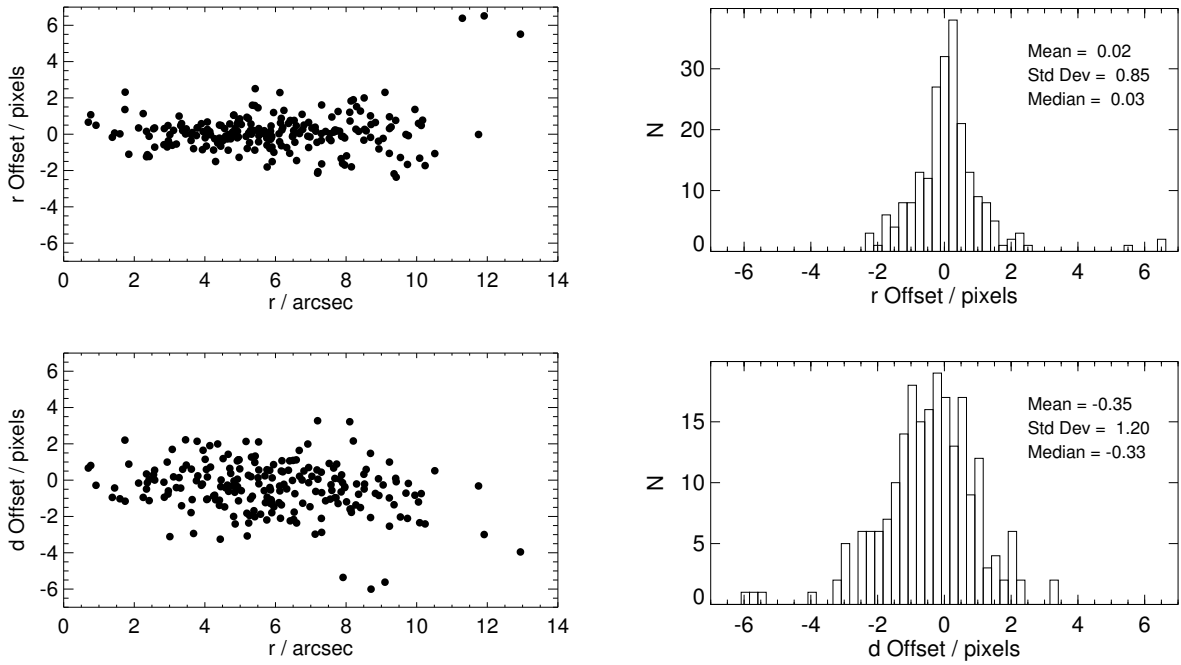 6
4
2
0
-2
-4
-6
r Offset / pixels
0 2 4 6 8 10 12 14
r / arcsec
30
20
10
0
N
Mean = 0.02
Std Dev = 0.85
Median = 0.03
-6 -4 -2 0 2 4 6
r Offset / pixels
6
4
2
0
-2
-4
-6
d Offset / pixels
0 2 4 6 8 10 12 14
r / arcsec
15
10
5
0
N
Mean = -0.35
Std Dev = 1.20
Median = -0.33
-6 -4 -2 0 2 4 6
d Offset / pixels